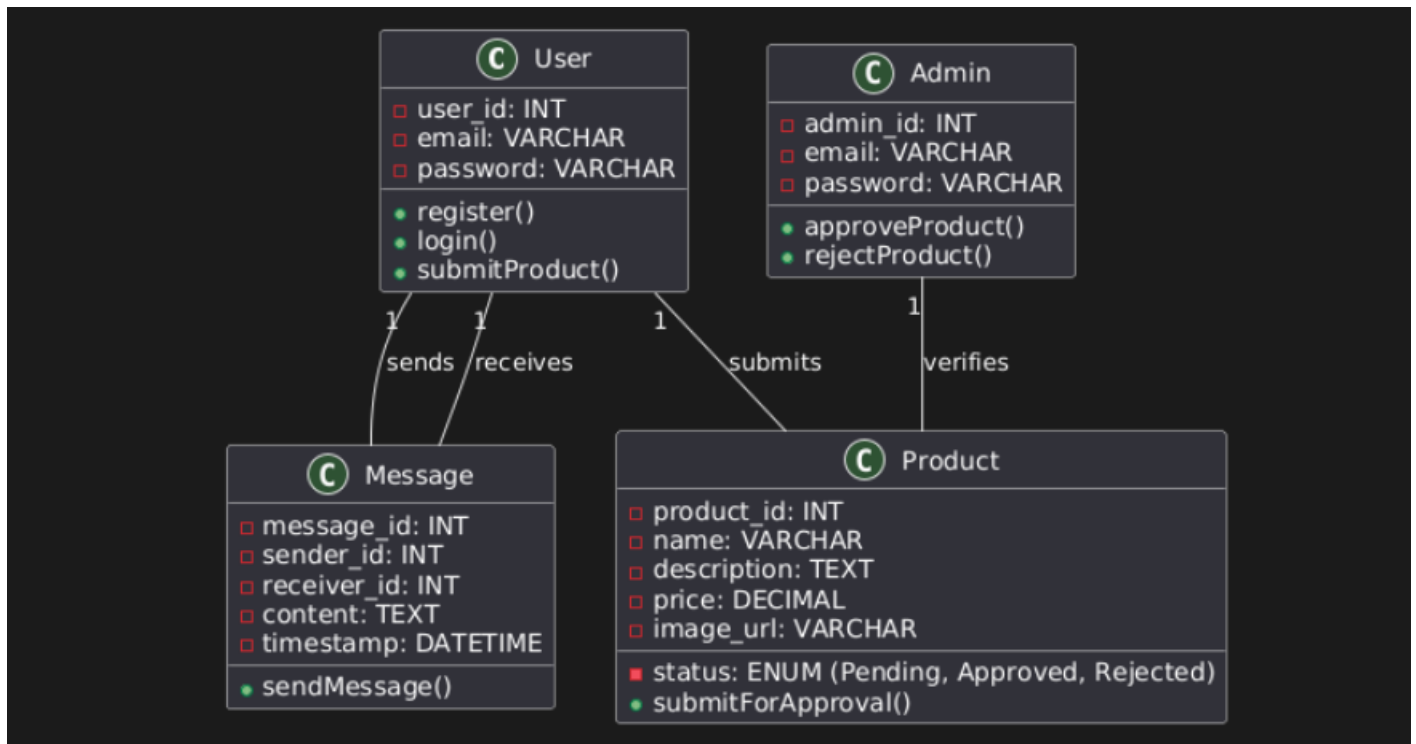 C User
user_id: INT
email: VARCHAR
password: VARCHAR
register()
login()
submitProduct()
C Admin
admin_id: INT
email: VARCHAR
password: VARCHAR
approveProduct()
rejectProduct()
1
1
1
1
sends
receives
submits
verifies
C Message
message_id: INT
sender_id: INT
receiver_id: INT
content: TEXT
timestamp: DATETIME
sendMessage()
C Product
product_id: INT
name: VARCHAR
description: TEXT
price: DECIMAL
image_url: VARCHAR
status: ENUM (Pending, Approved, Rejected)
submitForApproval()